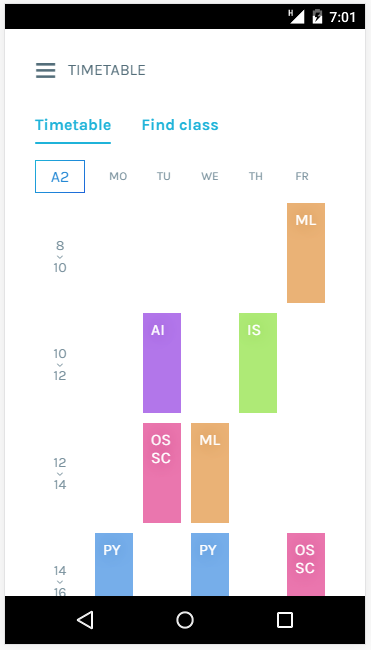 H 7:01
TIMETABLE
Timetable Find class
A2 MO TU WE TH FR
ML
8
10
AI IS
10
12
OS ML
SC
12
14
PY PY OS
SC
14
16